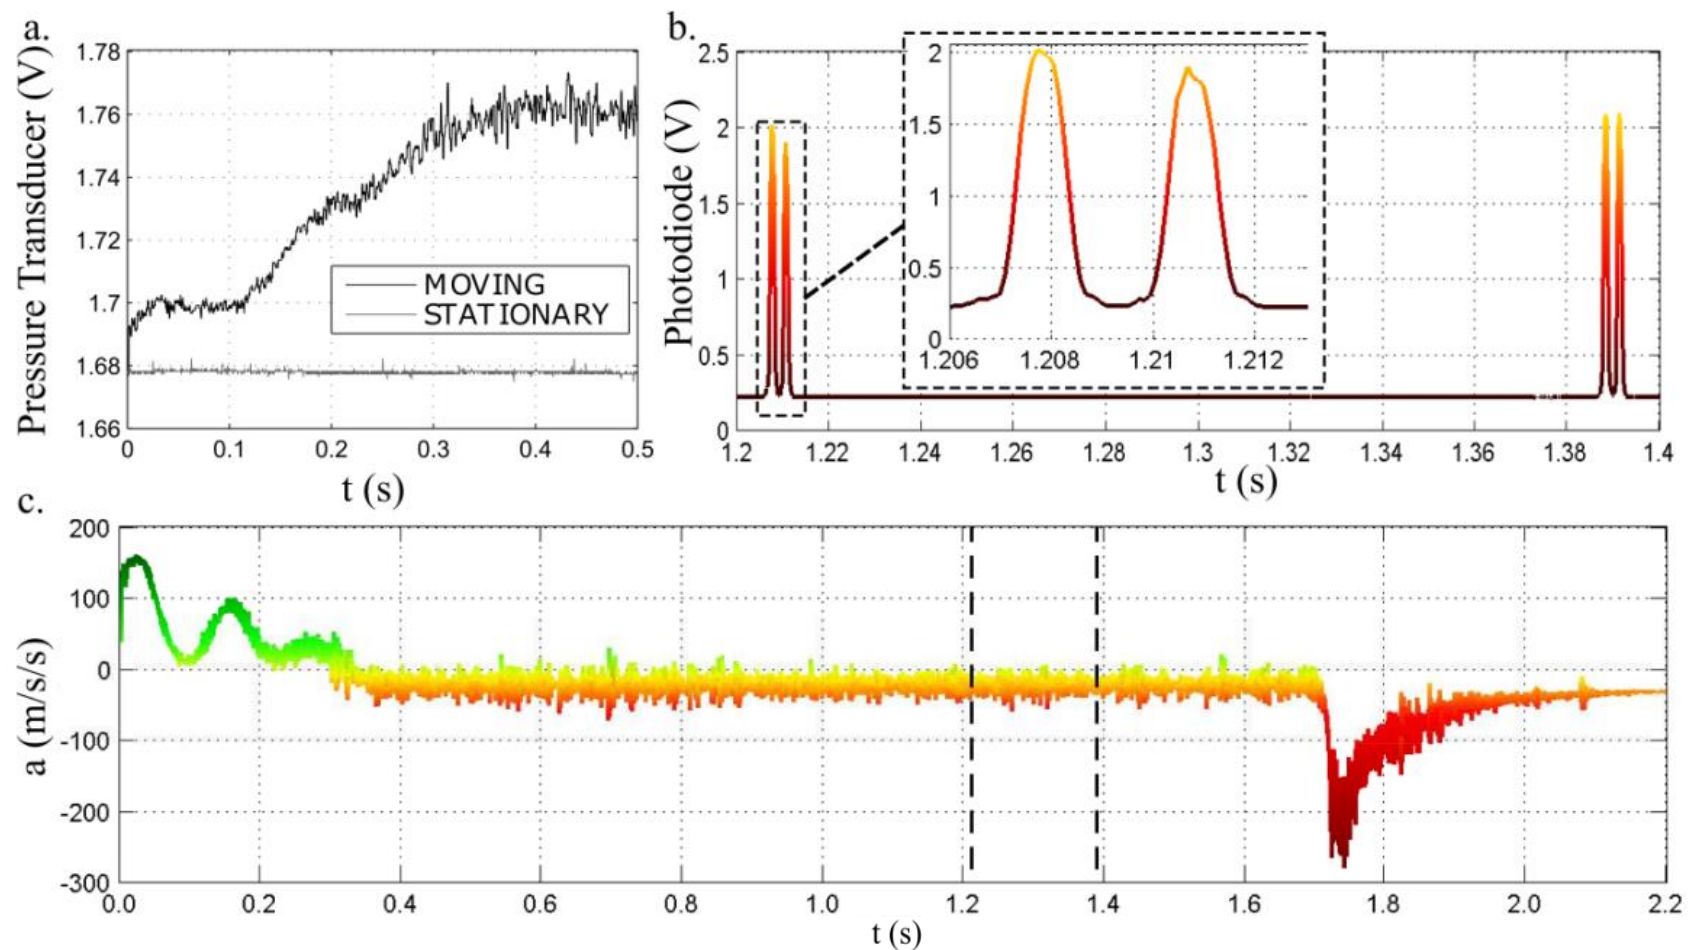 a.
Pressure Transducer (V)
1.78
1.76
1.74
1.72
1.7
1.68
1.66
MOVING
STATIONARY
0 0.1 0.2 0.3 0.4 0.5
t (s)
b.
Photodiode (V)
2.5
2
1.5
1
0.5
0
2
1.5
1
0.5
0
1.206 1.208 1.21 1.212
1.2 1.22 1.24 1.26 1.28 1.3 1.32 1.34 1.36 1.38 1.4
t (s)
c.
a (m/s/s)
200
100
0
-100
-200
-300
0.0 0.2 0.4 0.6 0.8 1.0 1.2 1.4 1.6 1.8 2.0 2.2
t (s)